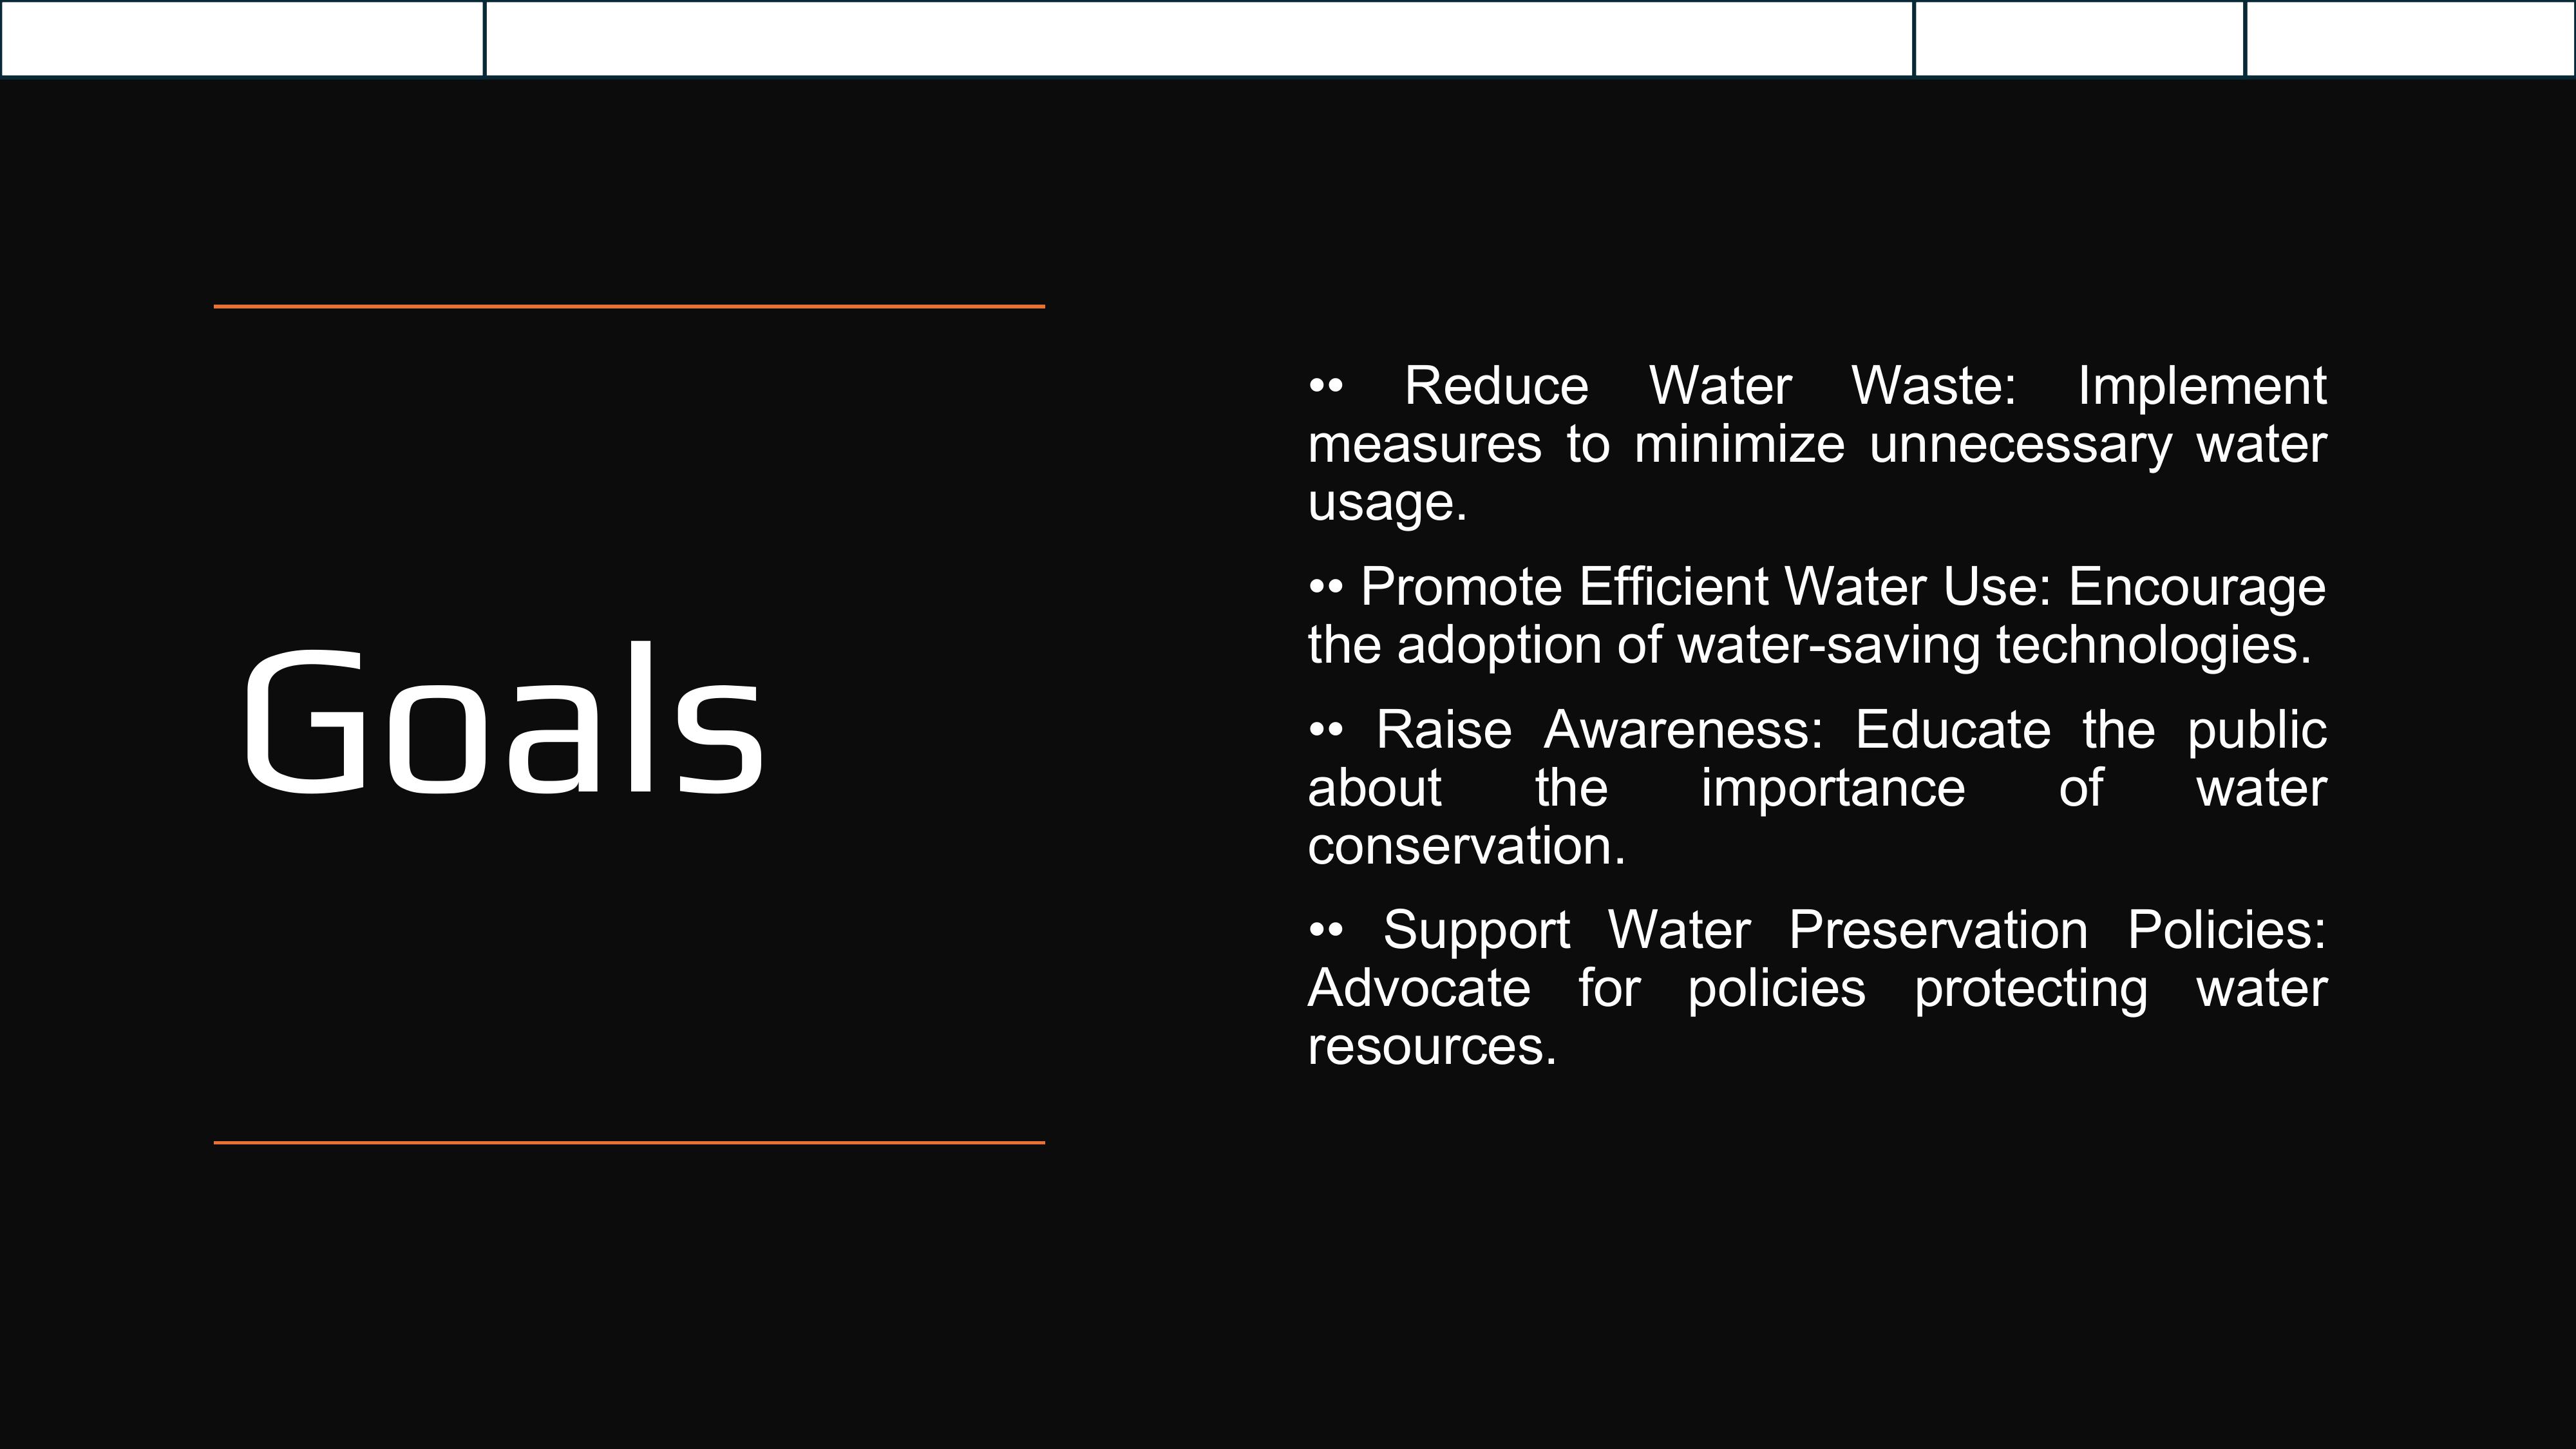 Goals
•• Reduce Water Waste: Implement
measures to minimize unnecessary water
usage.
•• Promote Efficient Water Use: Encourage
the adoption of water-saving technologies.
•• Raise Awareness: Educate the public
about the importance of water
conservation.
•• Support Water Preservation Policies:
Advocate for policies protecting water
resources.